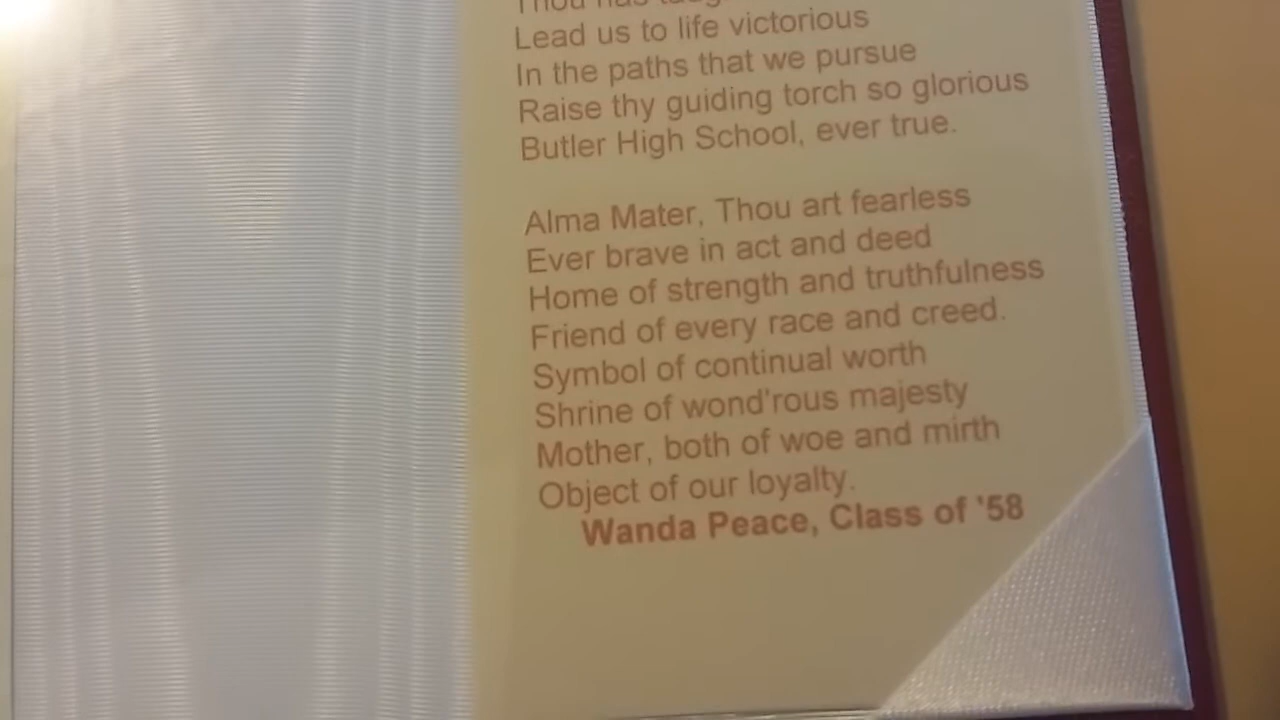 Thou has
Lead us to life victorious
In the paths that we pursue
Raise thy guiding torch so glorious
Butler High School, ever true.
Alma Mater, Thou art fearless
Ever brave in act and deed
Home of strength and truthfulness
Friend of every race and creed.
Symbol of continual worth
Shrine of wond'rous majesty
Mother, both of woe and mirth
Object of our loyalty.
Wanda Peace, Class of '58